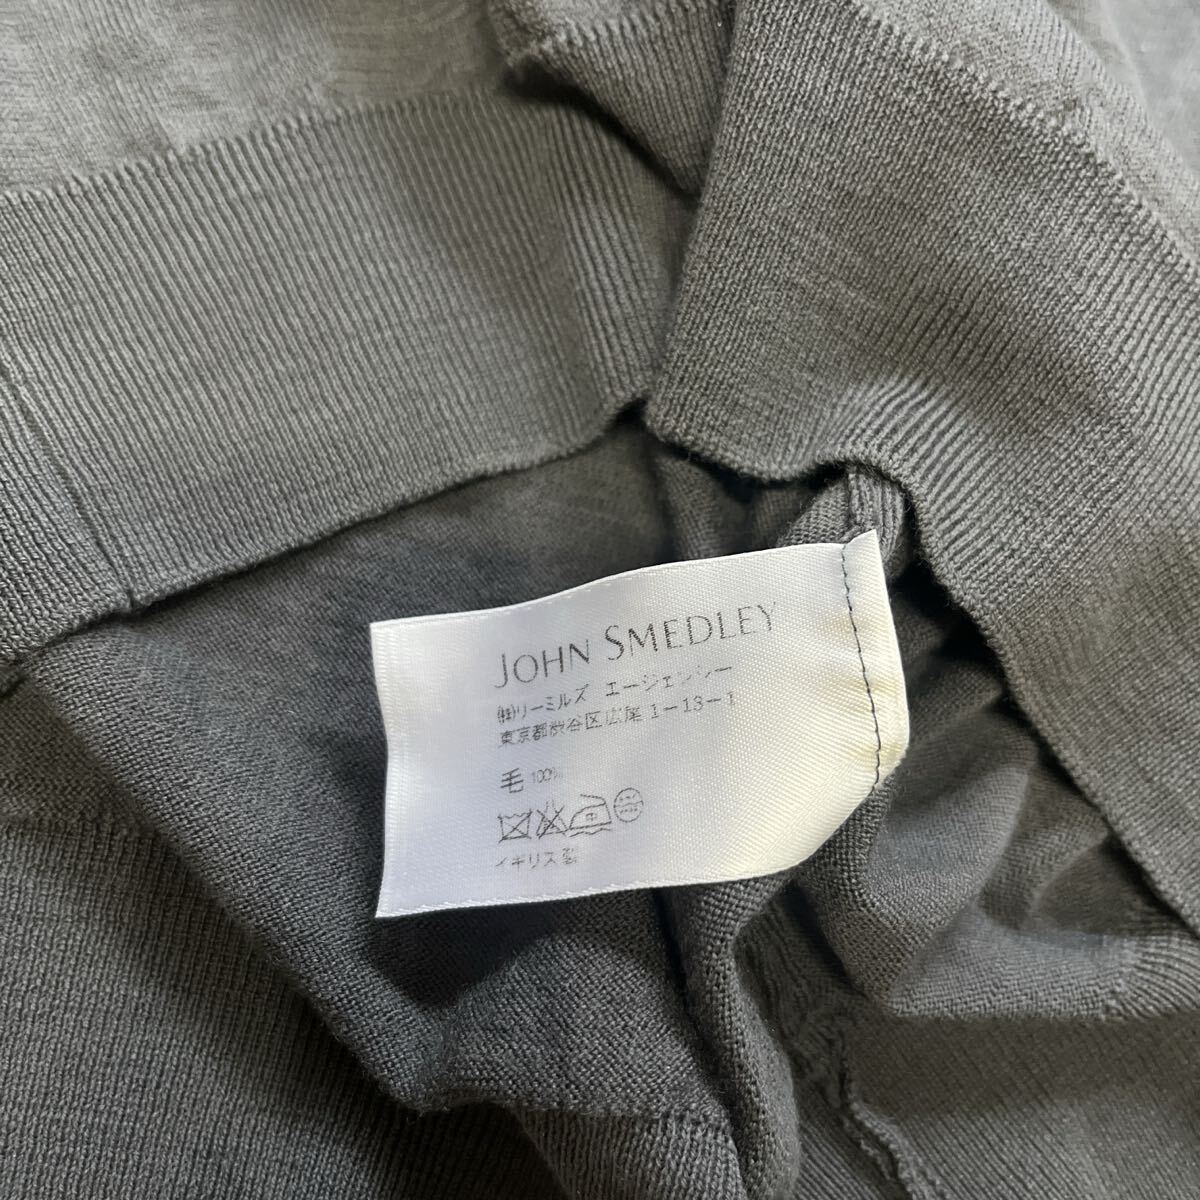 JOHN SMEDLEY
㈱リーミルズ エージェンシー
東京都渋谷区広尾1-13-1
毛 100%
イギリス製